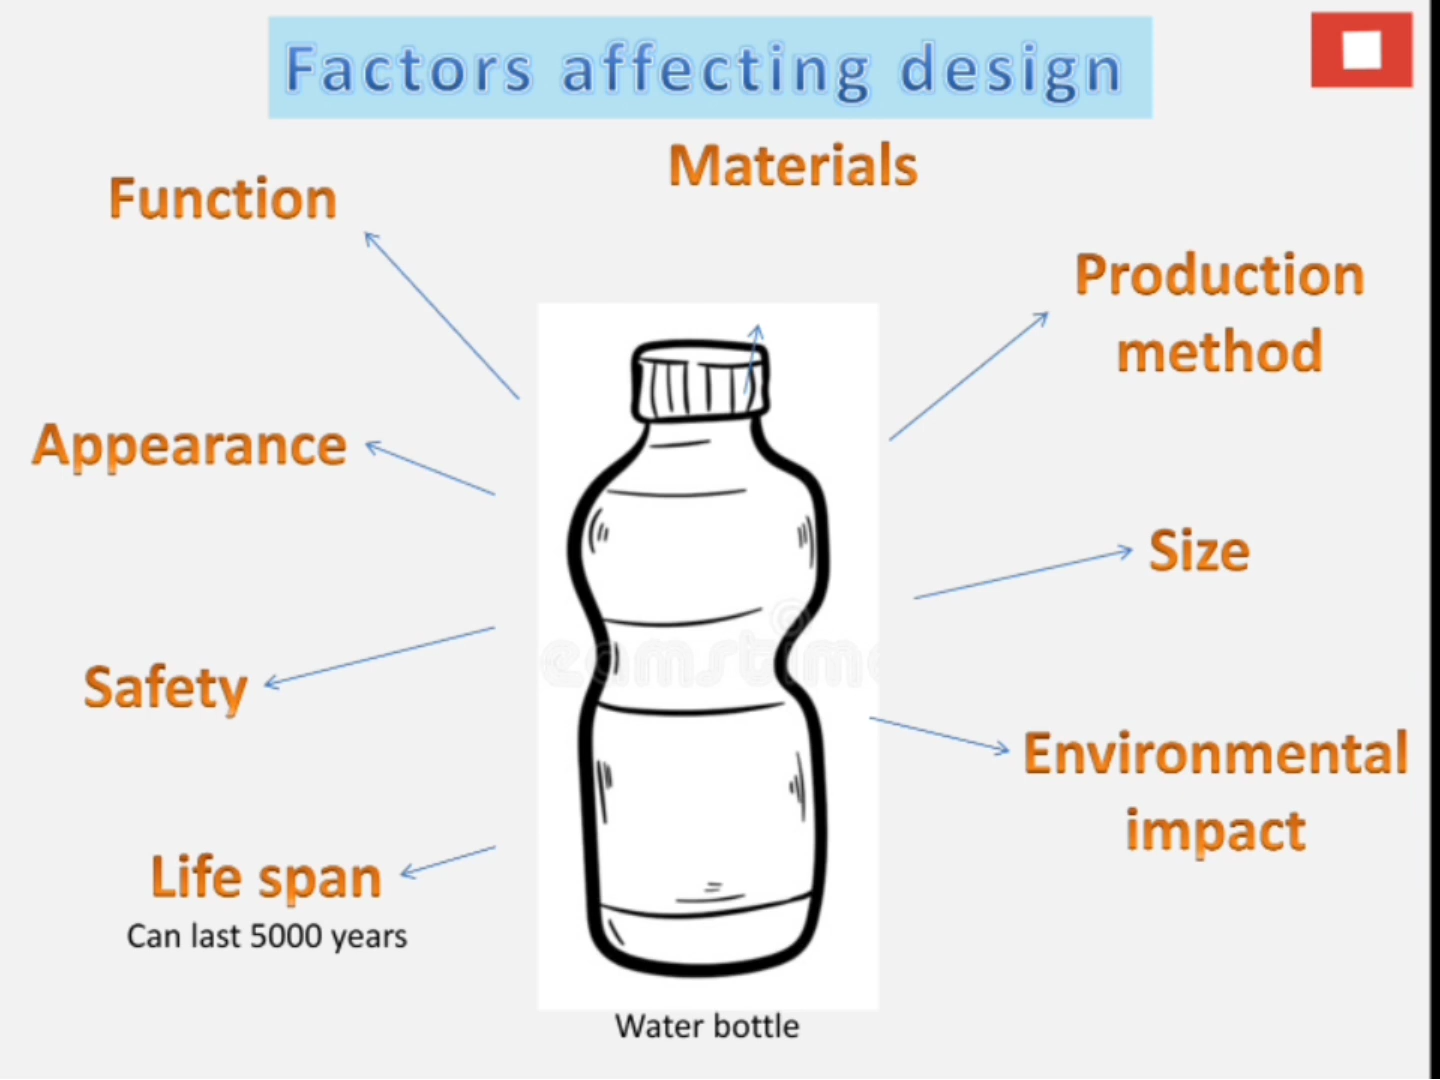 Factors affecting design
Materials
Function
Production
method
Appearance
Size
Safety
Environmental
impact
Life span
Can last 5000 years
Water bottle